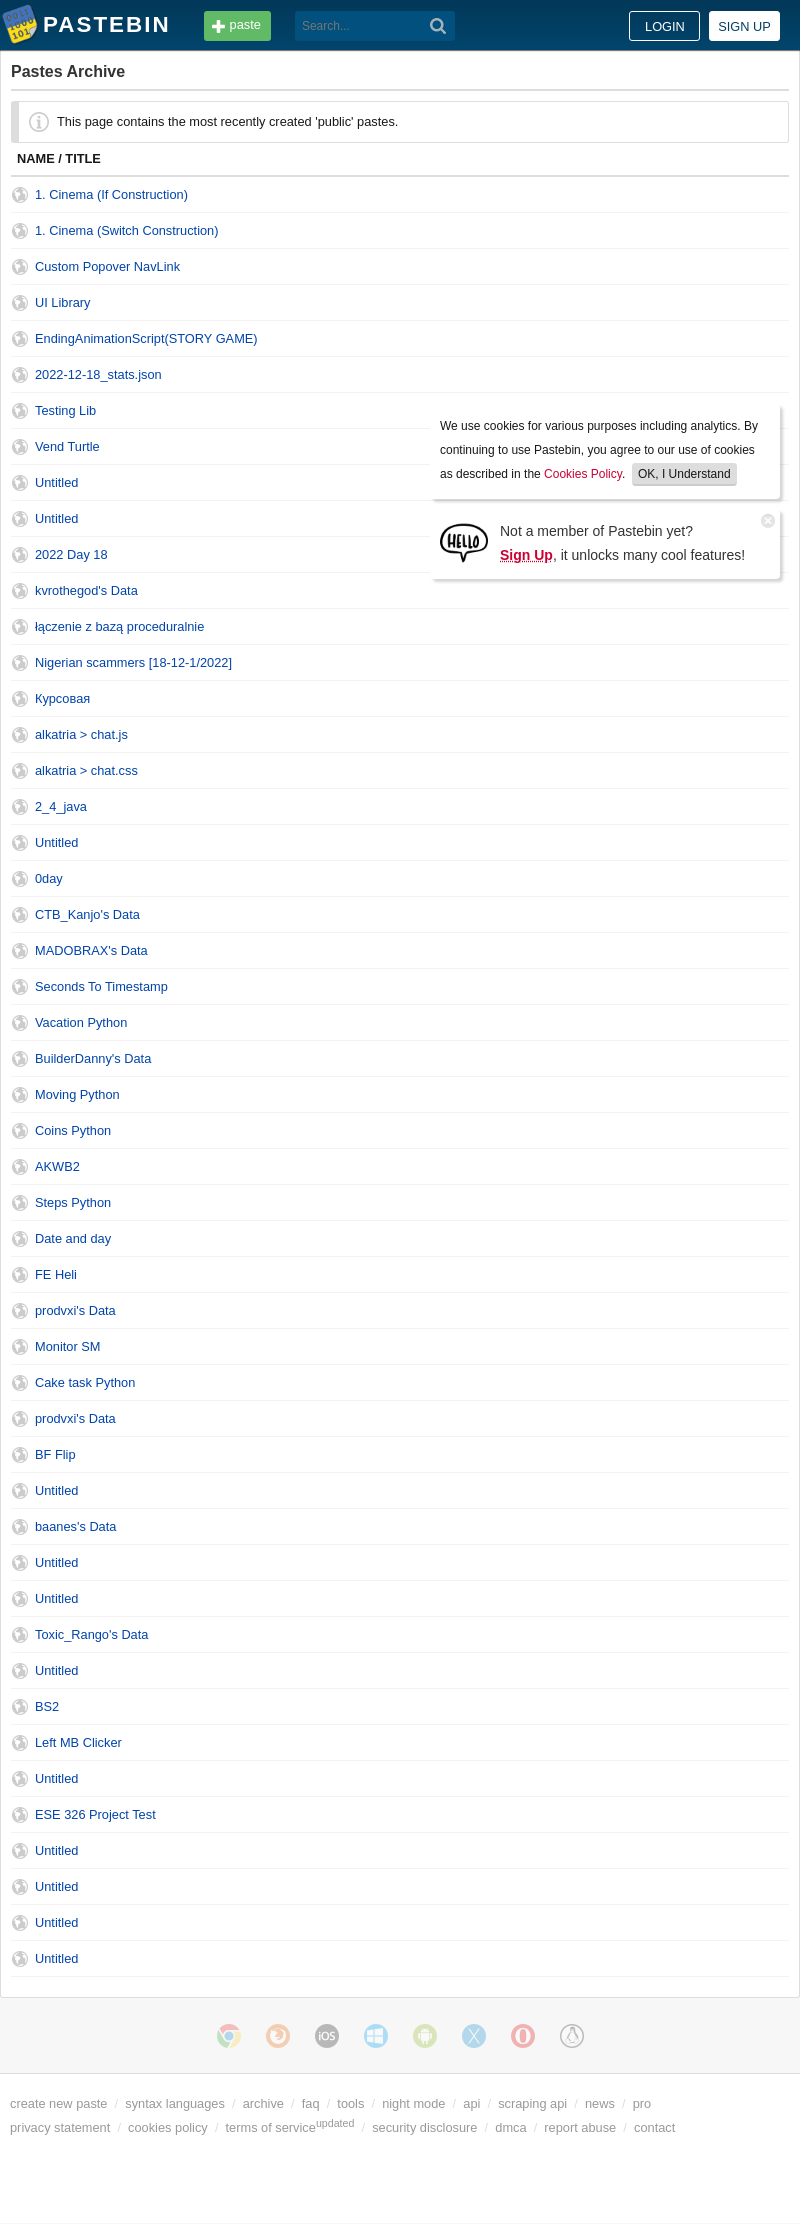 PASTEBIN
paste
Search...
LOGIN
SIGN UP
Pastes Archive
This page contains the most recently created 'public' pastes.
NAME / TITLE
1. Cinema (If Construction)
1. Cinema (Switch Construction)
Custom Popover NavLink
UI Library
EndingAnimationScript(STORY GAME)
2022-12-18_stats.json
Testing Lib
We use cookies for various purposes including analytics. By
continuing to use Pastebin, you agree to our use of cookies
as described in the Cookies Policy. OK, I Understand
Vend Turtle
Untitled
Untitled
HELLO
Not a member of Pastebin yet?
Sign Up, it unlocks many cool features!
2022 Day 18
kvrothegod's Data
łączenie z bazą proceduralnie
Nigerian scammers [18-12-1/2022]
Курсовая
alkatria > chat.js
alkatria > chat.css
2_4_java
Untitled
0day
CTB_Kanjo's Data
MADOBRAX's Data
Seconds To Timestamp
Vacation Python
BuilderDanny's Data
Moving Python
Coins Python
AKWB2
Steps Python
Date and day
FE Heli
prodvxi's Data
Monitor SM
Cake task Python
prodvxi's Data
BF Flip
Untitled
baanes's Data
Untitled
Untitled
Toxic_Rango's Data
Untitled
BS2
Left MB Clicker
Untitled
ESE 326 Project Test
Untitled
Untitled
Untitled
Untitled
iOS
create new paste / syntax languages / archive / faq / tools / night mode / api / scraping api / news / pro
privacy statement / cookies policy / terms of service updated / security disclosure / dmca / report abuse / contact